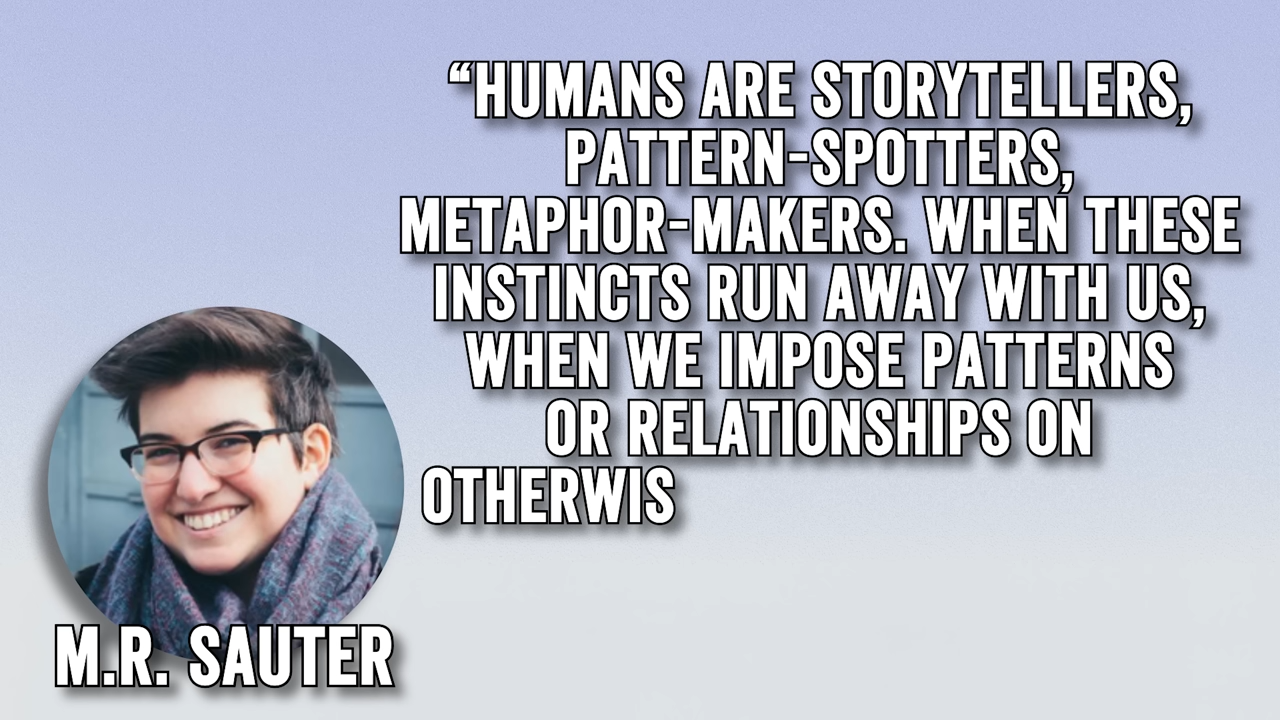 “HUMANS ARE STORYTELLERS,
PATTERN-SPOTTERS,
METAPHOR-MAKERS. WHEN THESE
INSTINCTS RUN AWAY WITH US,
WHEN WE IMPOSE PATTERNS
OR RELATIONSHIPS ON
OTHERWIS
M.R. SAUTER